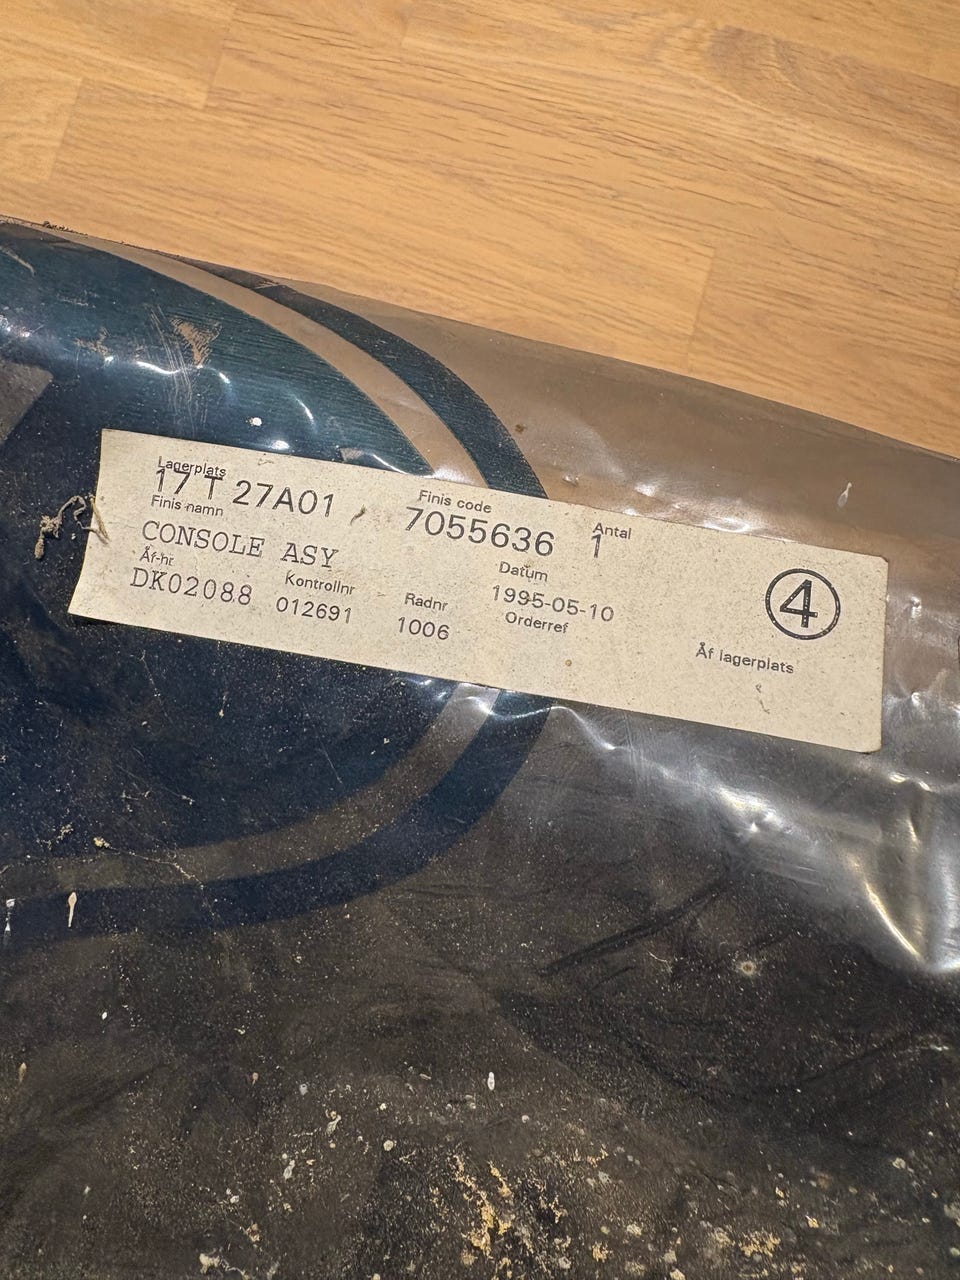 Lagerplats
17 T 27A01
Finis code
7055636
Antal
1
Finis namn
CONSOLE ASY
Datum
1995-05-10
4
Åf-nr
DK02088
Kontrollnr
012691
Radnr
1006
Orderref
Åf lagerplats